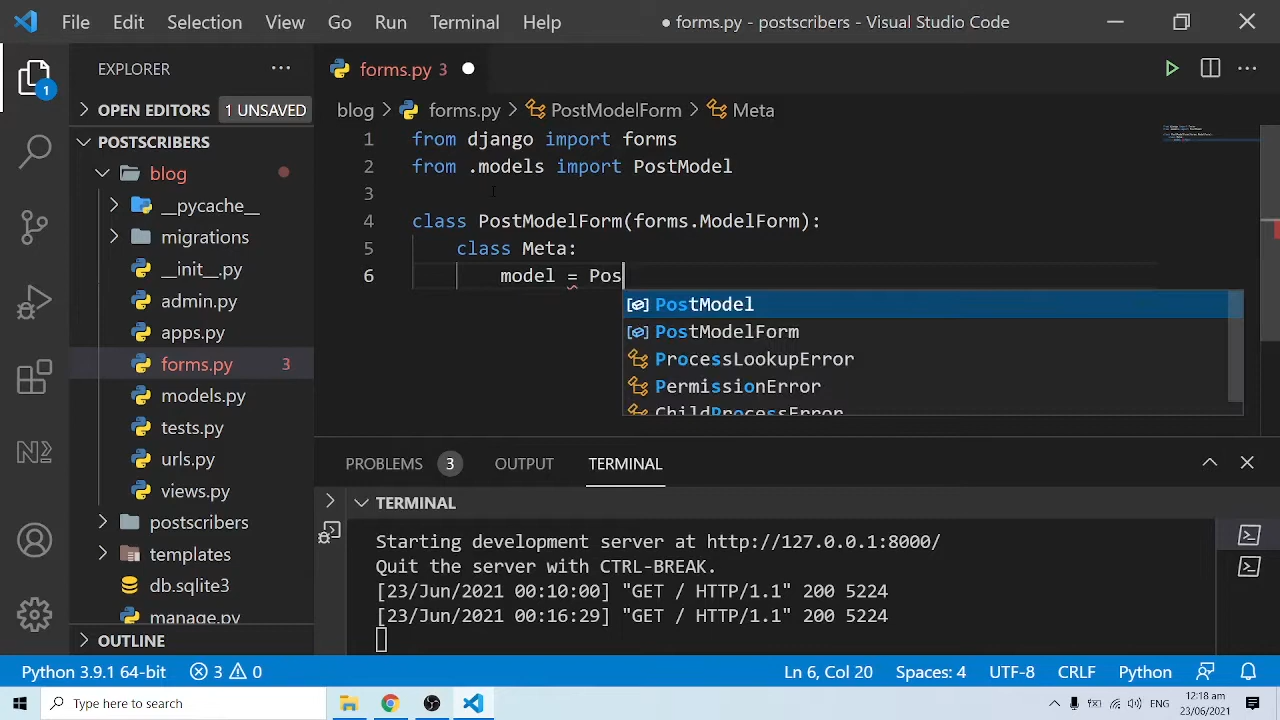 File Edit Selection View Go Run Terminal Help ● forms.py - postscribers - Visual Studio Code
EXPLORER ···
forms.py 3
OPEN EDITORS 1 UNSAVED
blog > forms.py > PostModelForm > Meta
POSTSCRIBERS
blog
__pycache__
migrations
__init__.py
admin.py
apps.py
forms.py 3
models.py
tests.py
urls.py
views.py
postscribers
templates
db.sqlite3
manage.py
OUTLINE
1
1 from django import forms
2 from .models import PostModel
3
4 class PostModelForm(forms.ModelForm):
5 class Meta:
6 model = Pos
PostModel
PostModelForm
ProcessLookupError
PermissionError
ChildProcessError
PROBLEMS 3 OUTPUT TERMINAL
TERMINAL
Starting development server at http://127.0.0.1:8000/
Quit the server with CTRL-BREAK.
[23/Jun/2021 00:10:00] "GET / HTTP/1.1" 200 5224
[23/Jun/2021 00:16:29] "GET / HTTP/1.1" 200 5224
Python 3.9.1 64-bit 3 0 Ln 6, Col 20 Spaces: 4 UTF-8 CRLF Python
Type here to search
12:18 am
23/06/2021